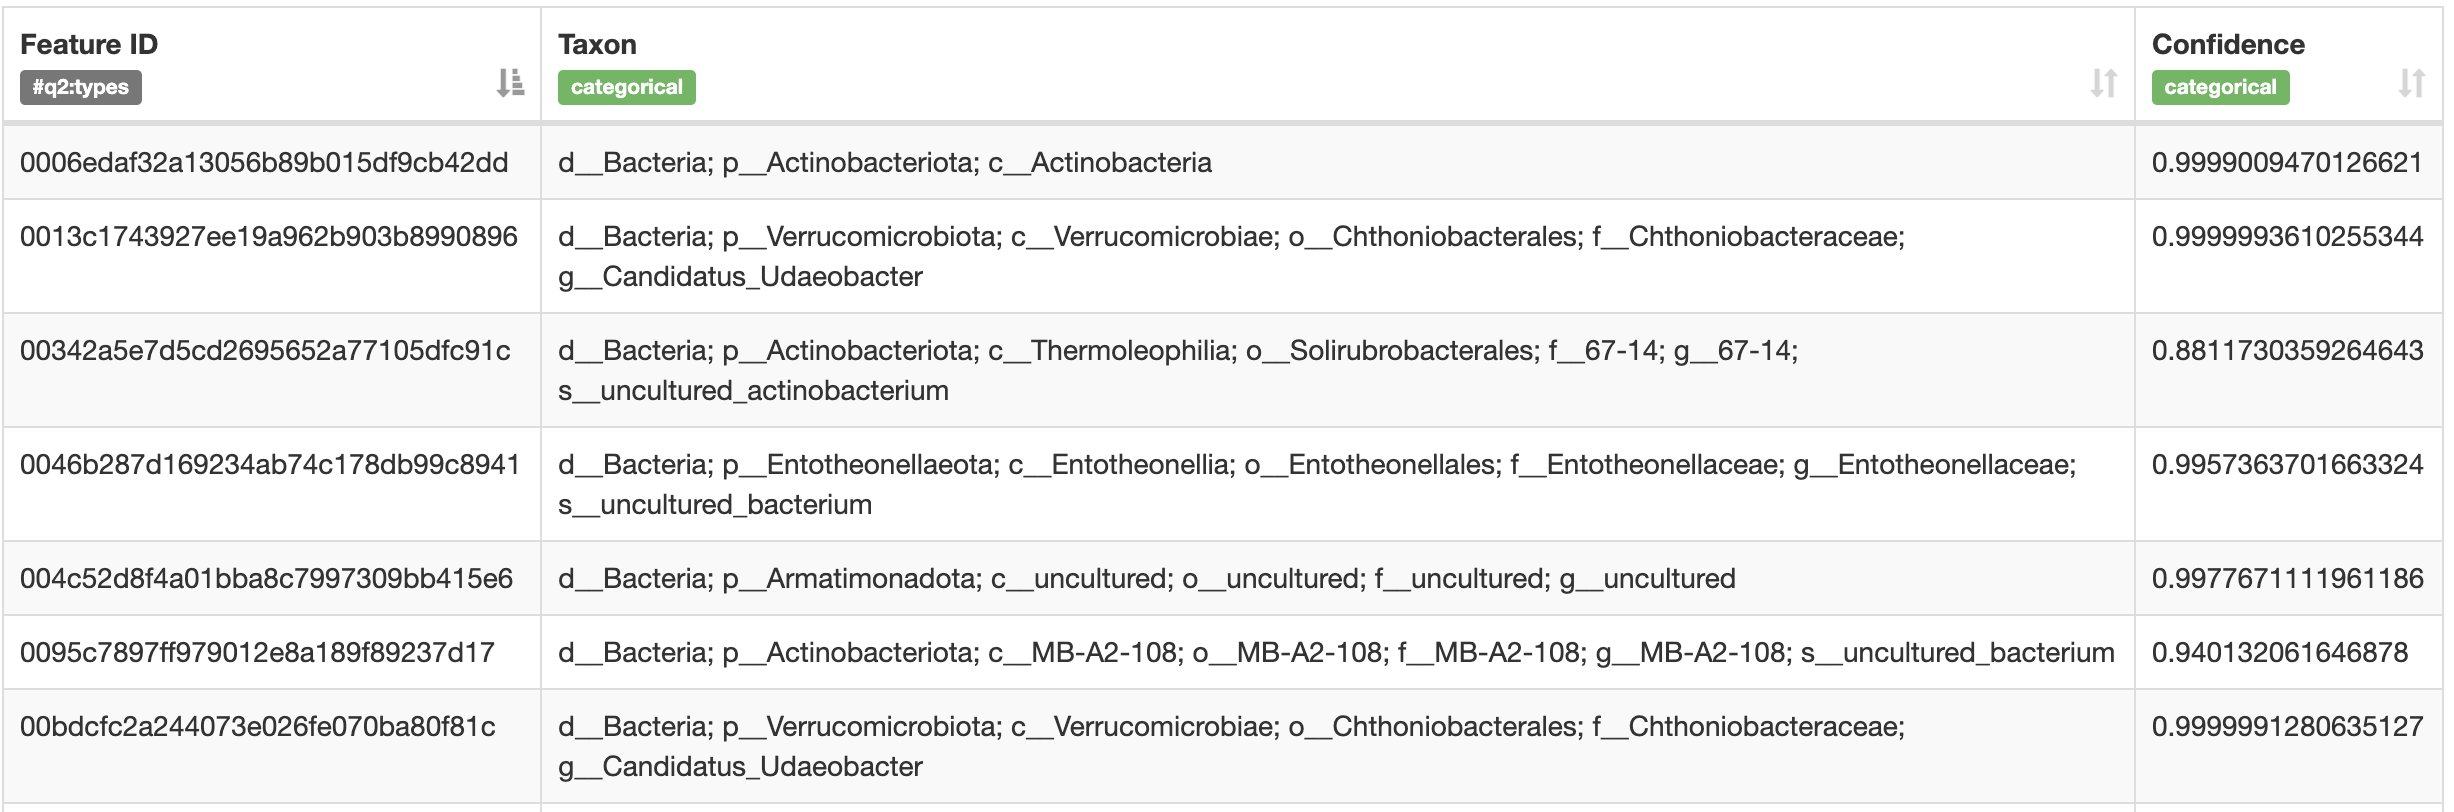 Feature ID Taxon Confidence
#q2:types categorical categorical
0006edaf32a13056b89b015df9cb42dd d__Bacteria; p__Actinobacteriota; c__Actinobacteria 0.9999009470126621
0013c1743927ee19a962b903b8990896 d__Bacteria; p__Verrucomicrobiota; c__Verrucomicrobiae; o__Chthoniobacterales; f__Chthoniobacteraceae; 0.9999993610255344
g__Candidatus_Udaeobacter
00342a5e7d5cd2695652a77105dfc91c d__Bacteria; p__Actinobacteriota; c__Thermoleophilia; o__Solirubrobacterales; f__67-14; g__67-14; 0.8811730359264643
s__uncultured_actinobacterium
0046b287d169234ab74c178db99c8941 d__Bacteria; p__Entotheonellaeota; c__Entotheonellia; o__Entotheonellales; f__Entotheonellaceae; g__Entotheonellaceae; 0.9957363701663324
s__uncultured_bacterium
004c52d8f4a01bba8c7997309bb415e6 d__Bacteria; p__Armatimonadota; c__uncultured; o__uncultured; f__uncultured; g__uncultured 0.9977671111961186
0095c7897ff979012e8a189f89237d17 d__Bacteria; p__Actinobacteriota; c__MB-A2-108; o__MB-A2-108; f__MB-A2-108; g__MB-A2-108; s__uncultured_bacterium 0.940132061646878
00bdcfc2a244073e026fe070ba80f81c d__Bacteria; p__Verrucomicrobiota; c__Verrucomicrobiae; o__Chthoniobacterales; f__Chthoniobacteraceae; 0.9999991280635127
g__Candidatus_Udaeobacter